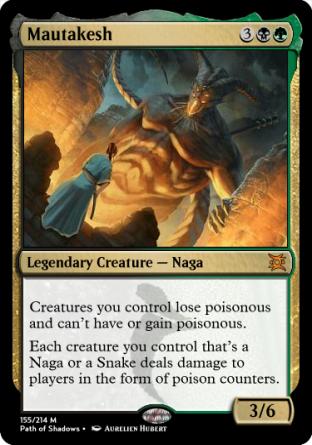 Mautakesh 3
Legendary Creature — Naga
Creatures you control lose poisonous
and can't have or gain poisonous.
Each creature you control that's a
Naga or a Snake deals damage to
players in the form of poison counters.
3/6
155/214 M
Path of Shadows • Aurelien Hubert